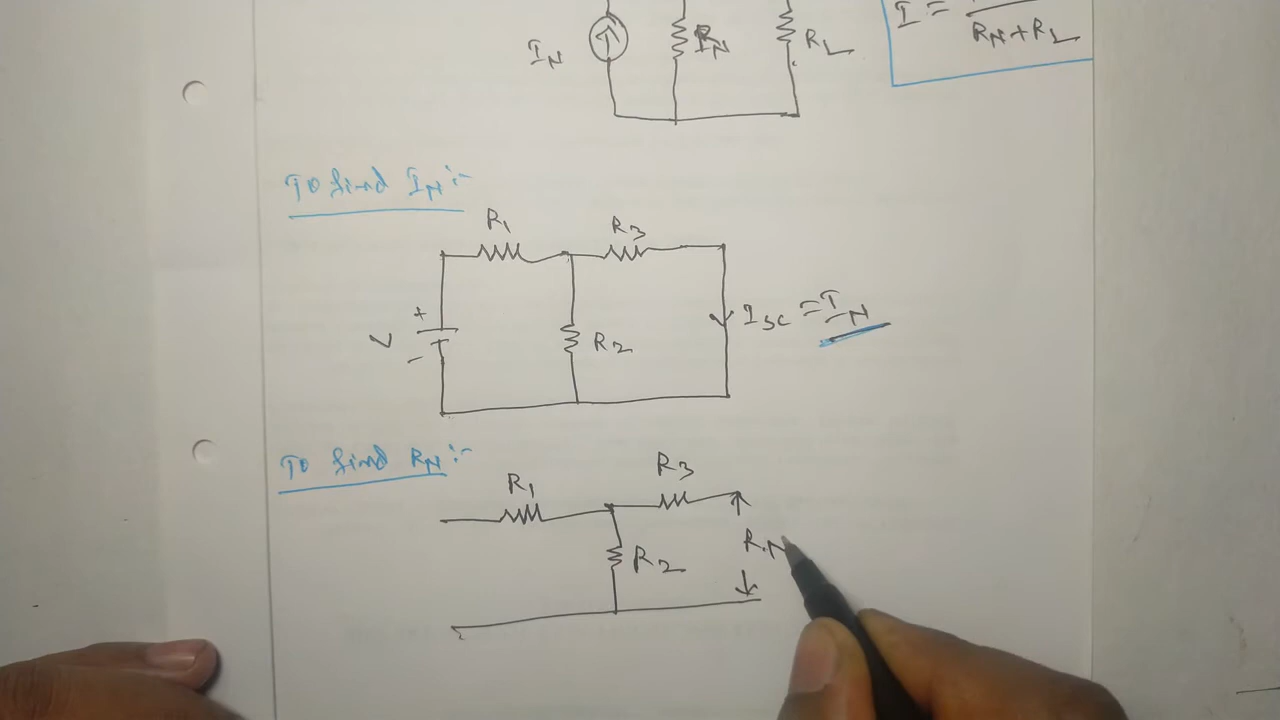 I =
RN+RL
IN
RN
RL
To find IN:-
R1
R3
+
V
-
R2
ISC = IN
To find RN:-
R1
R3
R2
RN